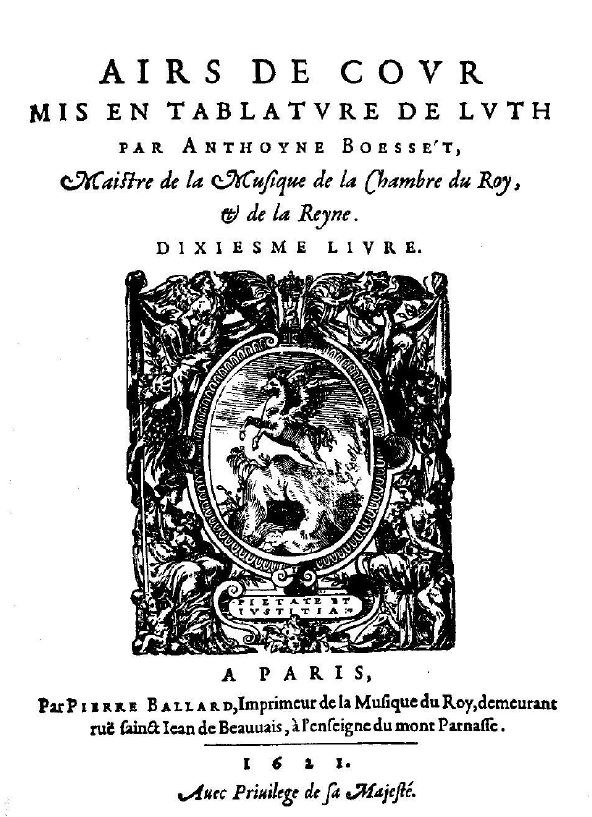 AIRS DE COVR
MIS EN TABLATVRE DE LVTH
PAR ANTHOYNE BOESSE'T,
Maistre de la Musique de la Chambre du Roy,
& de la Reyne.
DIXIESME LIVRE.
PIETATE ET
IVSTITIA
A PARIS,
Par PIERRE BALLARD, Imprimeur de la Musique du Roy, demeurant
ruë sainct Iean de Beauuais, à l'enseigne du mont Parnasse.
1621.
Auec Priuilege de sa Majesté.